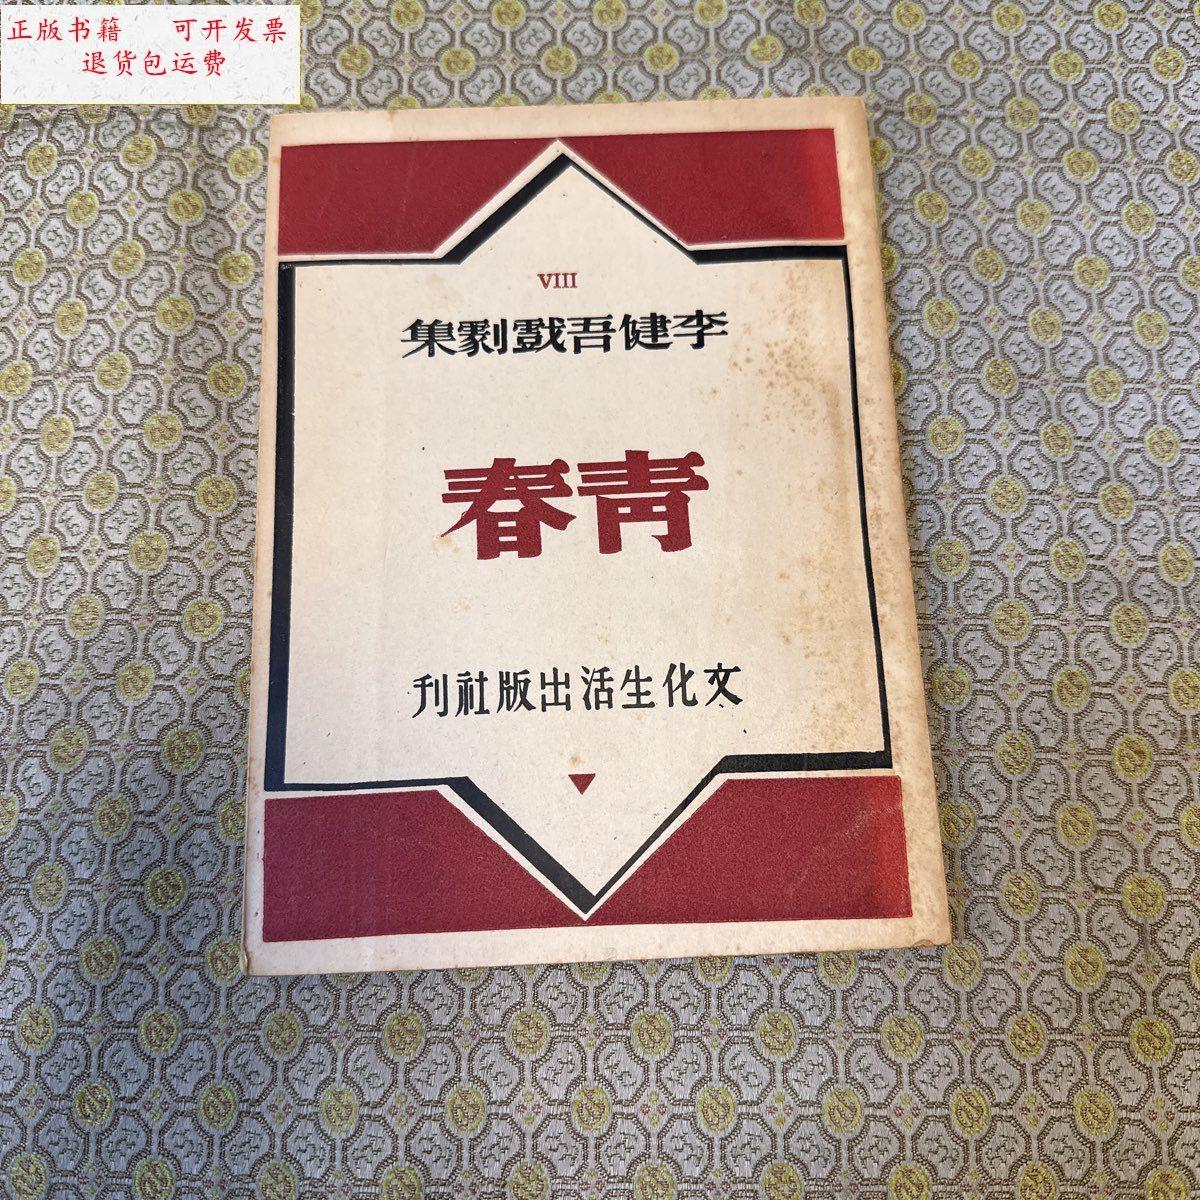 正版书籍 可开发票
退货包运费
VIII
李健吾戲劇集
青春
文化生活出版社刊